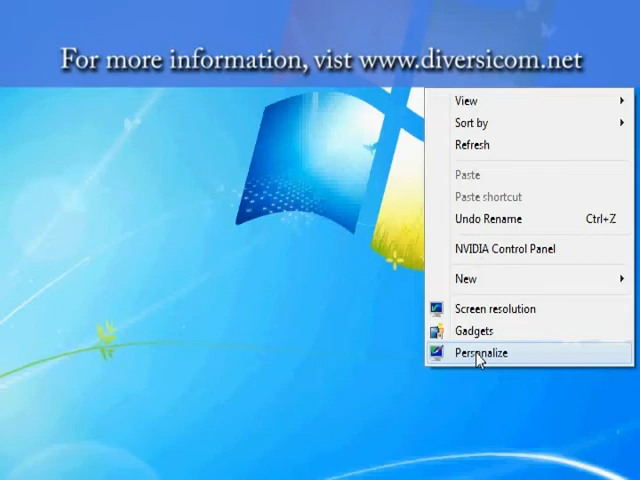 For more information, vist www.diversicom.net
View
Sort by
Refresh
Paste
Paste shortcut
Undo Rename Ctrl+Z
NVIDIA Control Panel
New
Screen resolution
Gadgets
Personalize